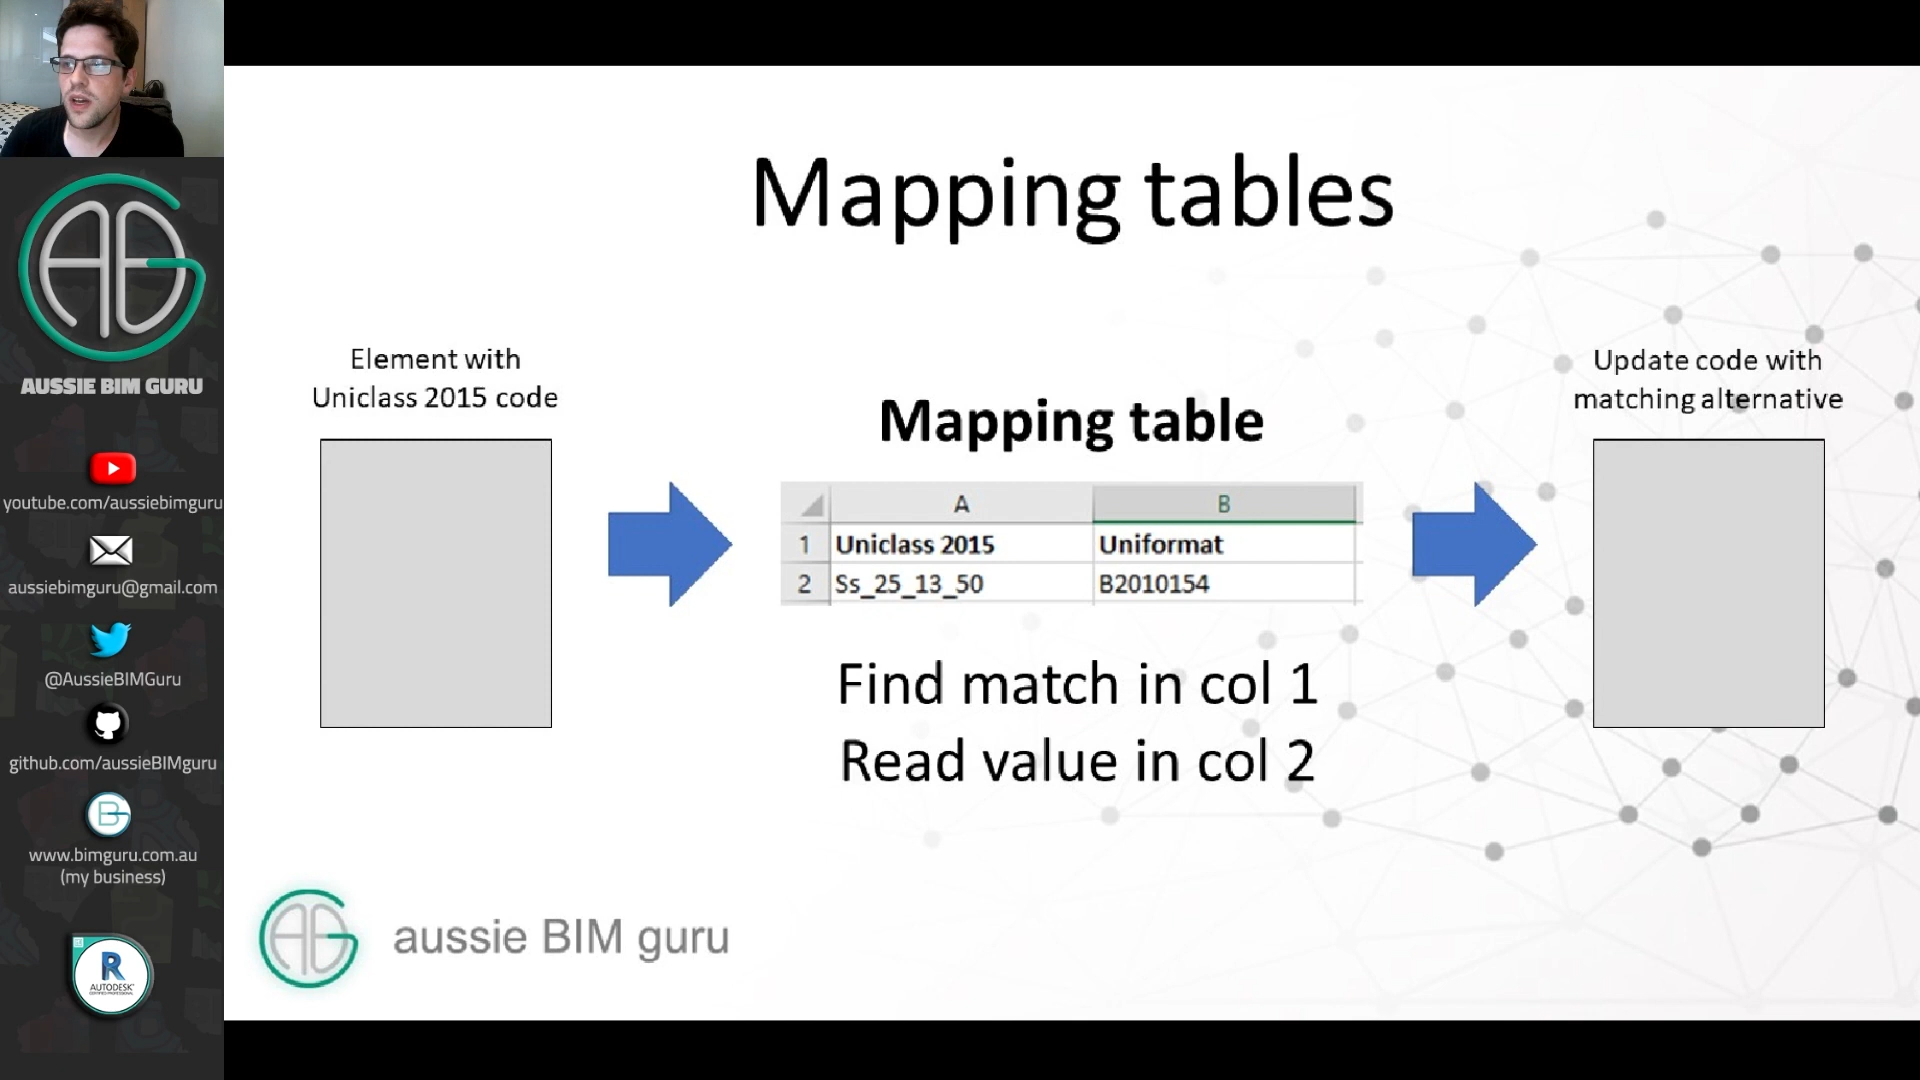 Mapping tables
Element with
Uniclass 2015 code
Mapping table
A B
1 Uniclass 2015 Uniformat
2 Ss_25_13_50 B2010154
Find match in col 1
Read value in col 2
Update code with
matching alternative
aussie BIM guru
AUSSIE BIM GURU
youtube.com/aussiebimguru
aussiebimguru@gmail.com
@AussieBIMGuru
github.com/aussieBIMguru
www.bimguru.com.au
(my business)
R
AUTODESK